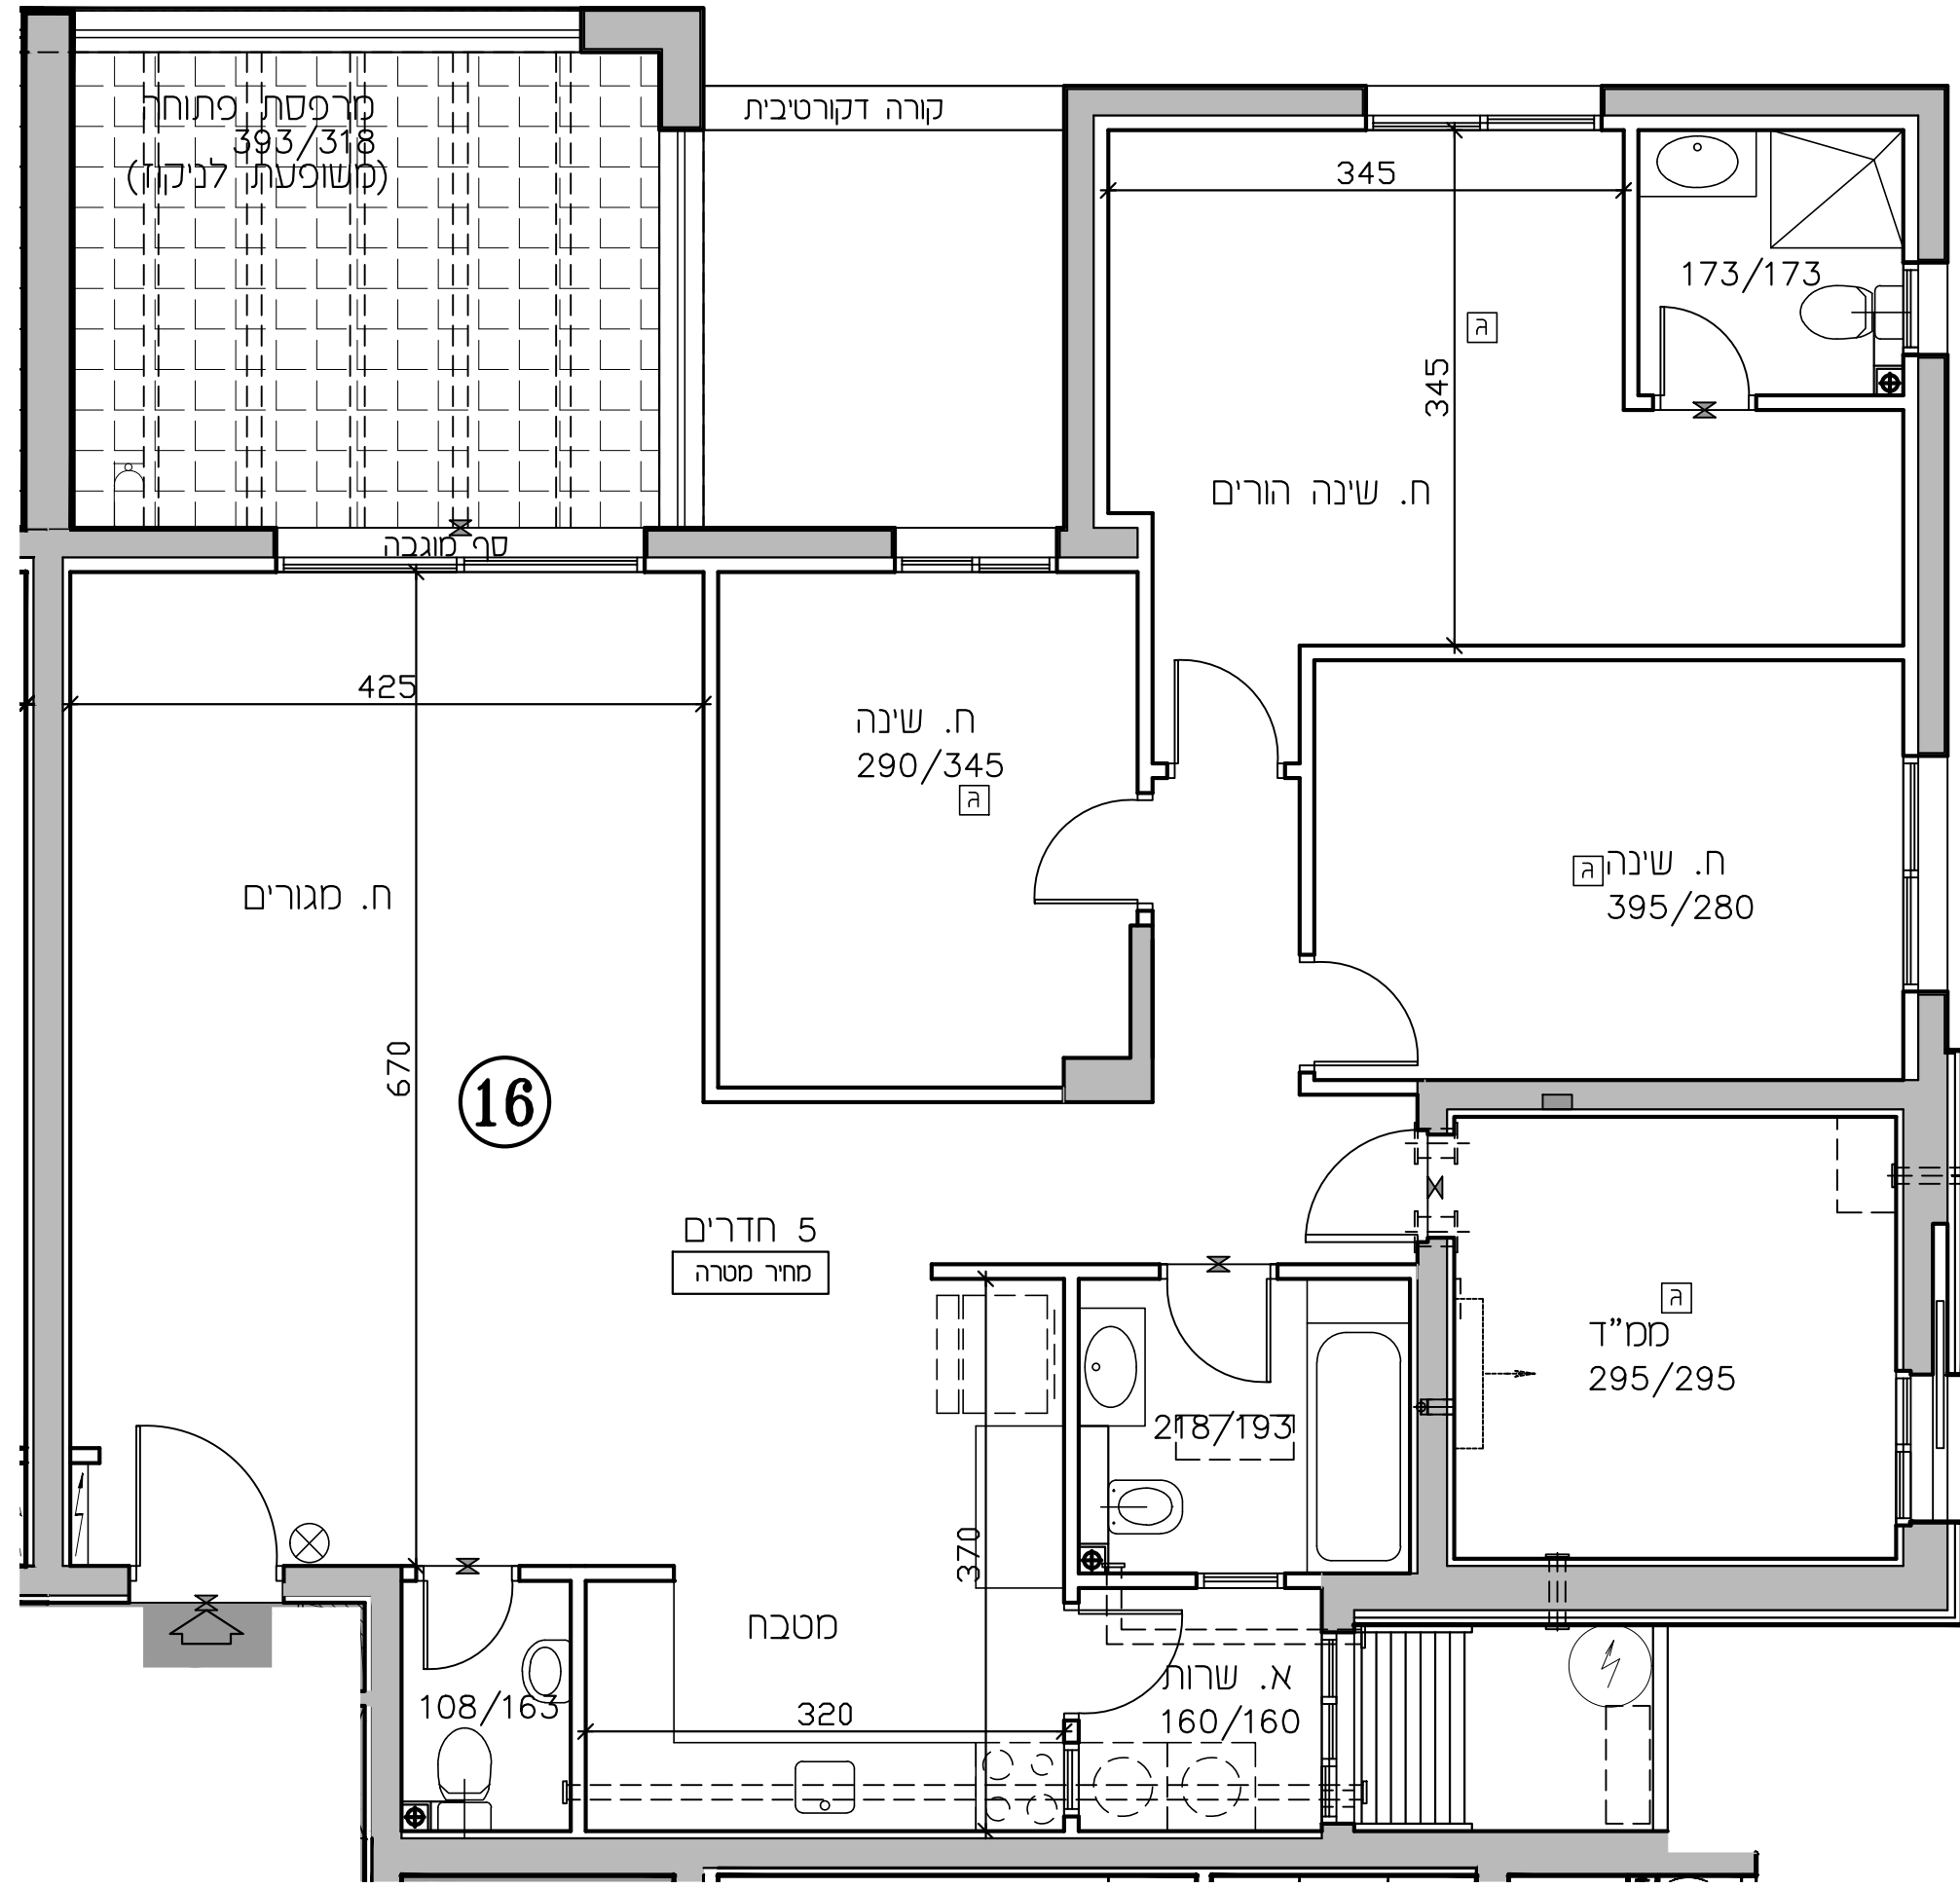 מרפסת פתוחה
393/318
(משופעת לניקוז)
קורה דקורטיבית
345
173/173
ג
345
ח. שינה הורים
סף מוגבה
425
ח. שינה
290/345
ג
ח. שינה
ג
395/280
ח. מגורים
670
16
5 חדרים
מחיר מטרה
ג
ממ"ד
295/295
218/193
370
מטבח
א. שרות
160/160
108/163
320